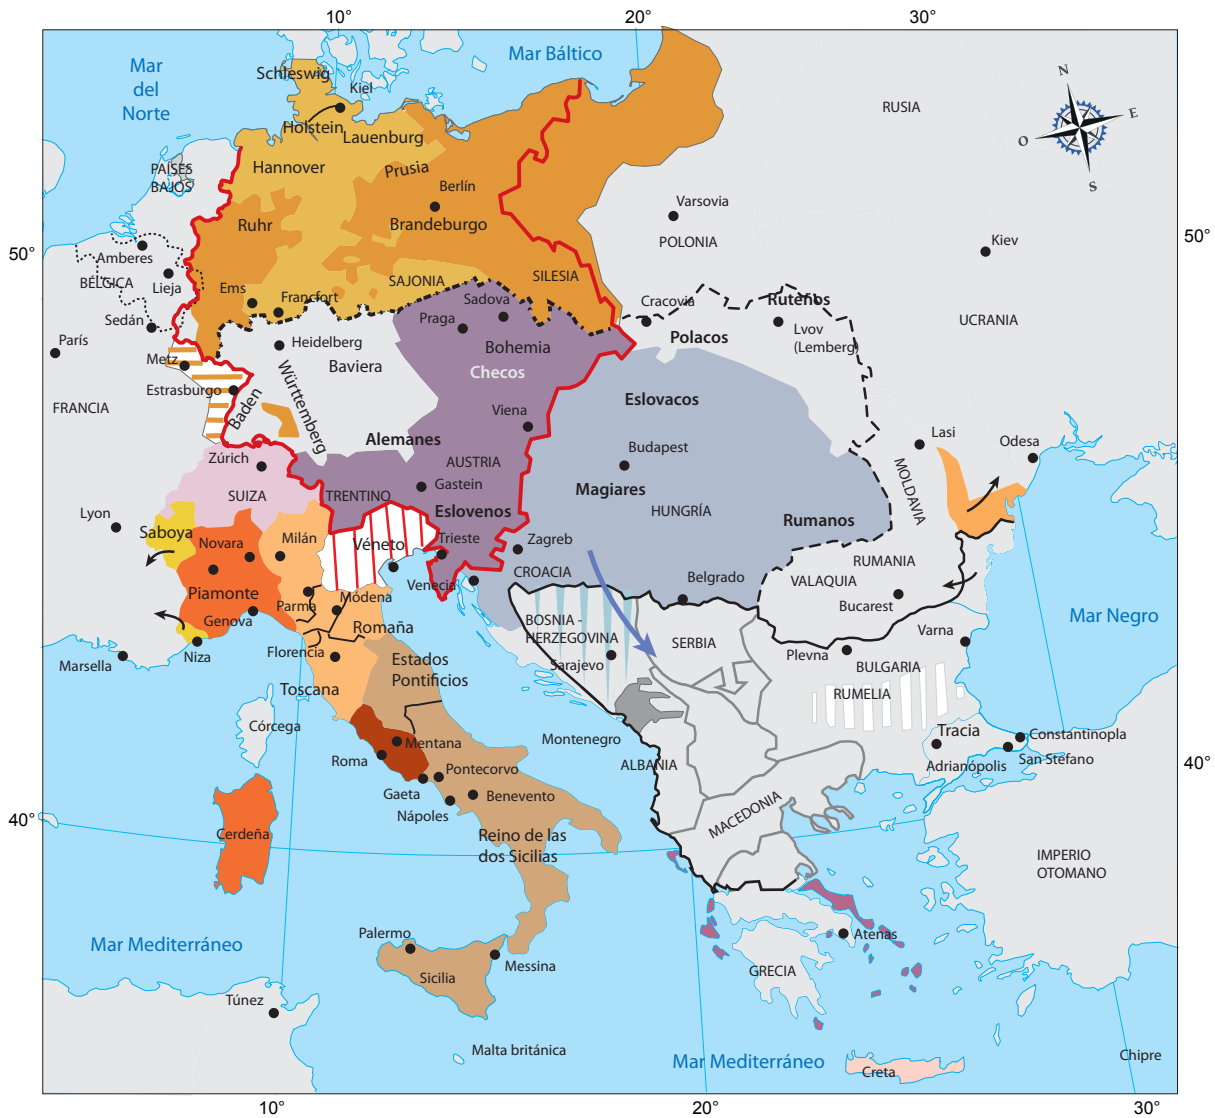 10°
20°
30°
Mar Báltico
Mar
del
Norte
N
E
O
S
Schleswig
Kiel
Holstein
Lauenburg
RUSIA
PAÍSES
BAJOS
Hannover
Prusia
Berlín
Varsovia
Ruhr
Brandeburgo
POLONIA
Kiev
50°
50°
Amberes
BÉLGICA
Lieja
Ems
Francfort
SAJONIA
SILESIA
Sadova
Cracovia
Rutenos
Sedán
Praga
Polacos
Lvov
(Lemberg)
UCRANIA
París
Metz
Heidelberg
Baviera
Bohemia
Checos
Estrasburgo
Baden
Württemberg
FRANCIA
Viena
Eslovacos
Alemanes
Budapest
Lasi
Odesa
Zúrich
AUSTRIA
Gastein
Magiares
MOLDAVIA
SUIZA
TRENTINO
Eslovenos
HUNGRÍA
Rumanos
Lyon
Saboya
Novara
Milán
Véneto
Trieste
Zagreb
CROACIA
RUMANIA
VALAQUIA
Piamonte
Parma
Módena
Venecia
Belgrado
Bucarest
Genova
Romaña
BOSNIA -
HERZEGOVINA
SERBIA
Varna
Mar Negro
Marsella
Niza
Florencia
Estados
Pontificios
Sarajevo
Plevna
BULGARIA
Toscana
RUMELIA
Córcega
Mentana
Montenegro
Tracia
Constantinopla
Roma
Pontecorvo
ALBANIA
Adrianópolis
San Stefano
40°
Gaeta
Benevento
Nápoles
MACEDONIA
40°
Cerdeña
Reino de las
dos Sicilias
IMPERIO
OTOMANO
Mar Mediterráneo
Palermo
Messina
Atenas
Sicilia
GRECIA
Túnez
Malta británica
Mar Mediterráneo
Creta
Chipre
10°
20°
30°